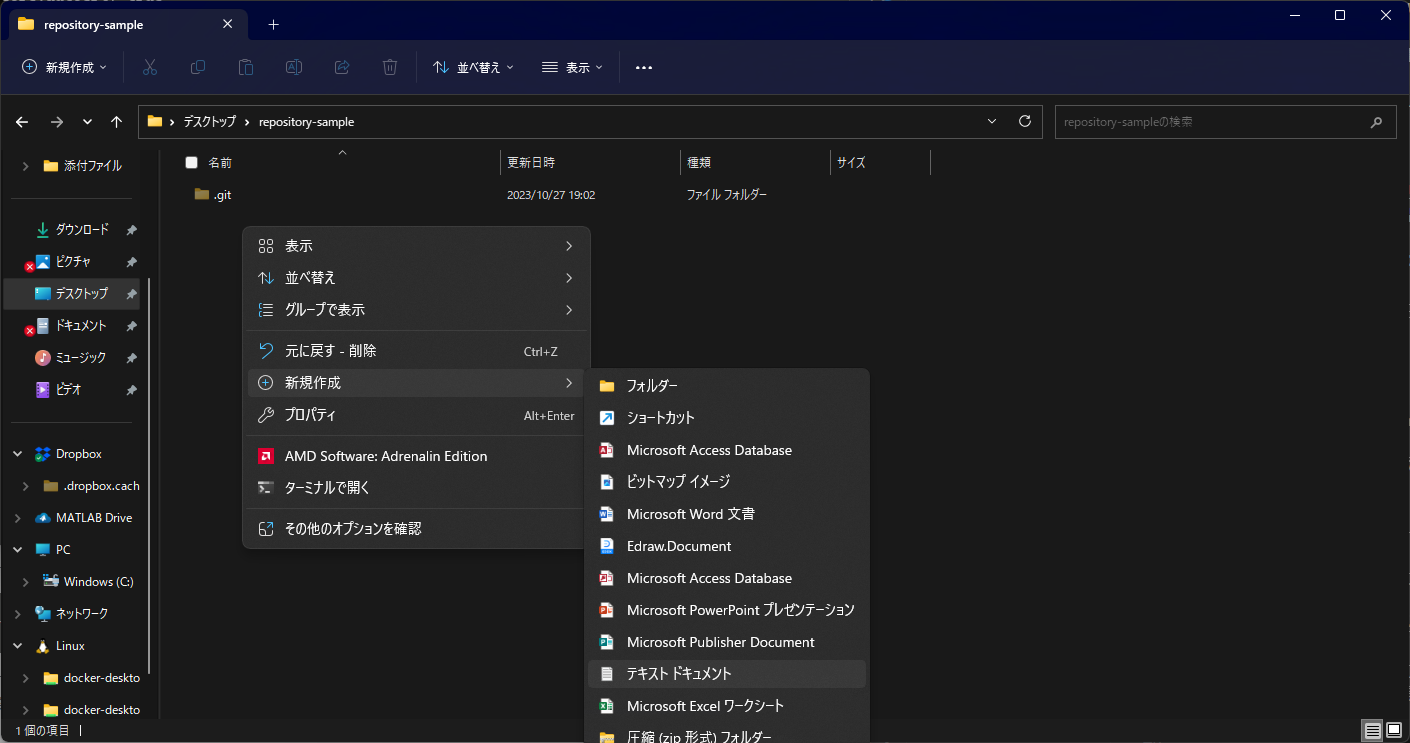 repository-sample
新規作成
並べ替え
表示
デスクトップ
repository-sample
repository-sampleの検索
添付ファイル
ダウンロード
ピクチャ
デスクトップ
ドキュメント
ミュージック
ビデオ
Dropbox
.dropbox.cach
MATLAB Drive
PC
Windows (C:)
ネットワーク
Linux
docker-deskto
docker-deskto
名前 更新日時 種類 サイズ
.git 2023/10/27 19:02 ファイル フォルダー
表示
並べ替え
グループで表示
元に戻す - 削除 Ctrl+Z
新規作成
プロパティ Alt+Enter
AMD Software: Adrenalin Edition
ターミナルで開く
その他のオプションを確認
フォルダー
ショートカット
Microsoft Access Database
ビットマップ イメージ
Microsoft Word 文書
Edraw.Document
Microsoft Access Database
Microsoft PowerPoint プレゼンテーション
Microsoft Publisher Document
テキスト ドキュメント
Microsoft Excel ワークシート
圧縮 (zip 形式) フォルダー
1 個の項目